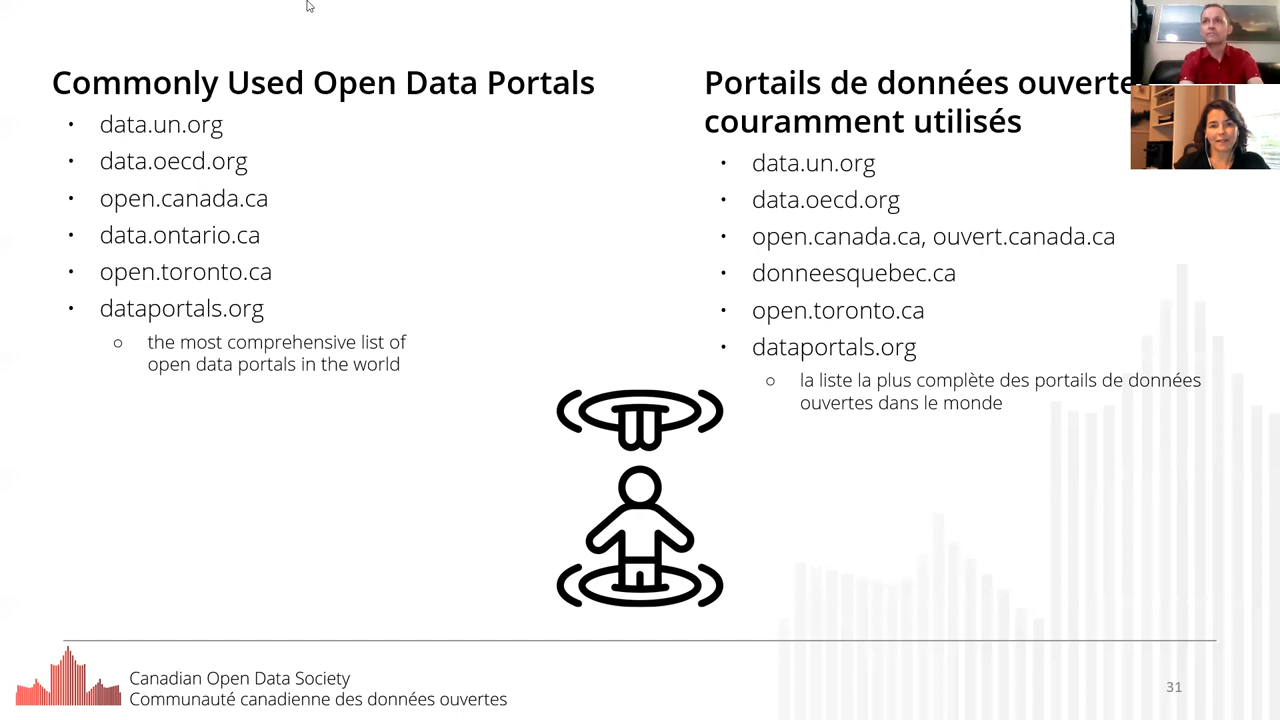 Commonly Used Open Data Portals
• data.un.org
• data.oecd.org
• open.canada.ca
• data.ontario.ca
• open.toronto.ca
• dataportals.org
○ the most comprehensive list of
open data portals in the world
Portails de données ouverte
couramment utilisés
• data.un.org
• data.oecd.org
• open.canada.ca, ouvert.canada.ca
• donneesquebec.ca
• open.toronto.ca
• dataportals.org
○ la liste la plus complète des portails de données
ouvertes dans le monde
Canadian Open Data Society
Communauté canadienne des données ouvertes
31